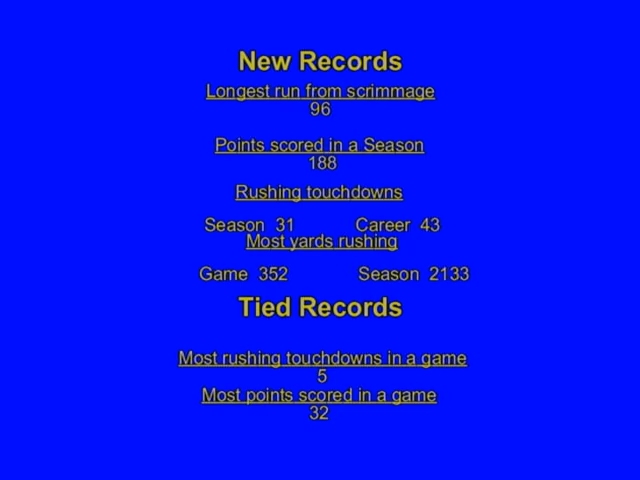 New Records
Longest run from scrimmage
96
Points scored in a Season
188
Rushing touchdowns
Season 31 Career 43
Most yards rushing
Game 352 Season 2133
Tied Records
Most rushing touchdowns in a game
5
Most points scored in a game
32